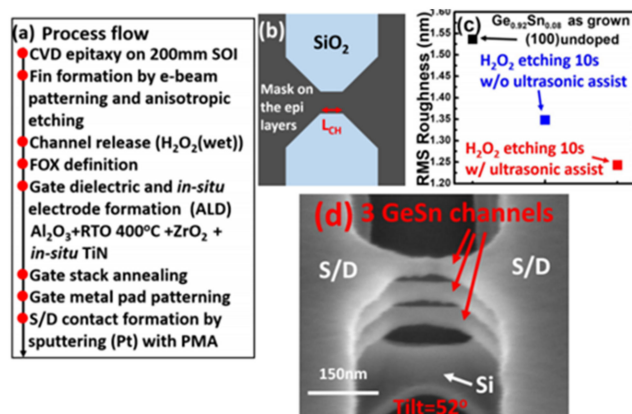 (a) Process flow
CVD epitaxy on 200mm SOI
Fin formation by e-beam
patterning and anisotropic
etching
Channel release (H₂O₂(wet))
FOX definition
Gate dielectric and in-situ
electrode formation (ALD)
Al₂O₃+RTO 400°C +ZrO₂ +
in-situ TiN
Gate stack annealing
Gate metal pad patterning
S/D contact formation by
sputtering (Pt) with PMA
(b)
SiO₂
Mask on
the epi
layers
L_CH
(c)
Ge₀.₉₂Sn₀.₀₈ as grown
(100)undoped
H₂O₂ etching 10s
w/o ultrasonic assist
H₂O₂ etching 10s
w/ ultrasonic assist
RMS Roughness (nm)
1.60
1.55
1.50
1.45
1.40
1.35
1.30
1.25
1.20
(d)
3 GeSn channels
S/D
S/D
150nm
Si
Tilt=52°